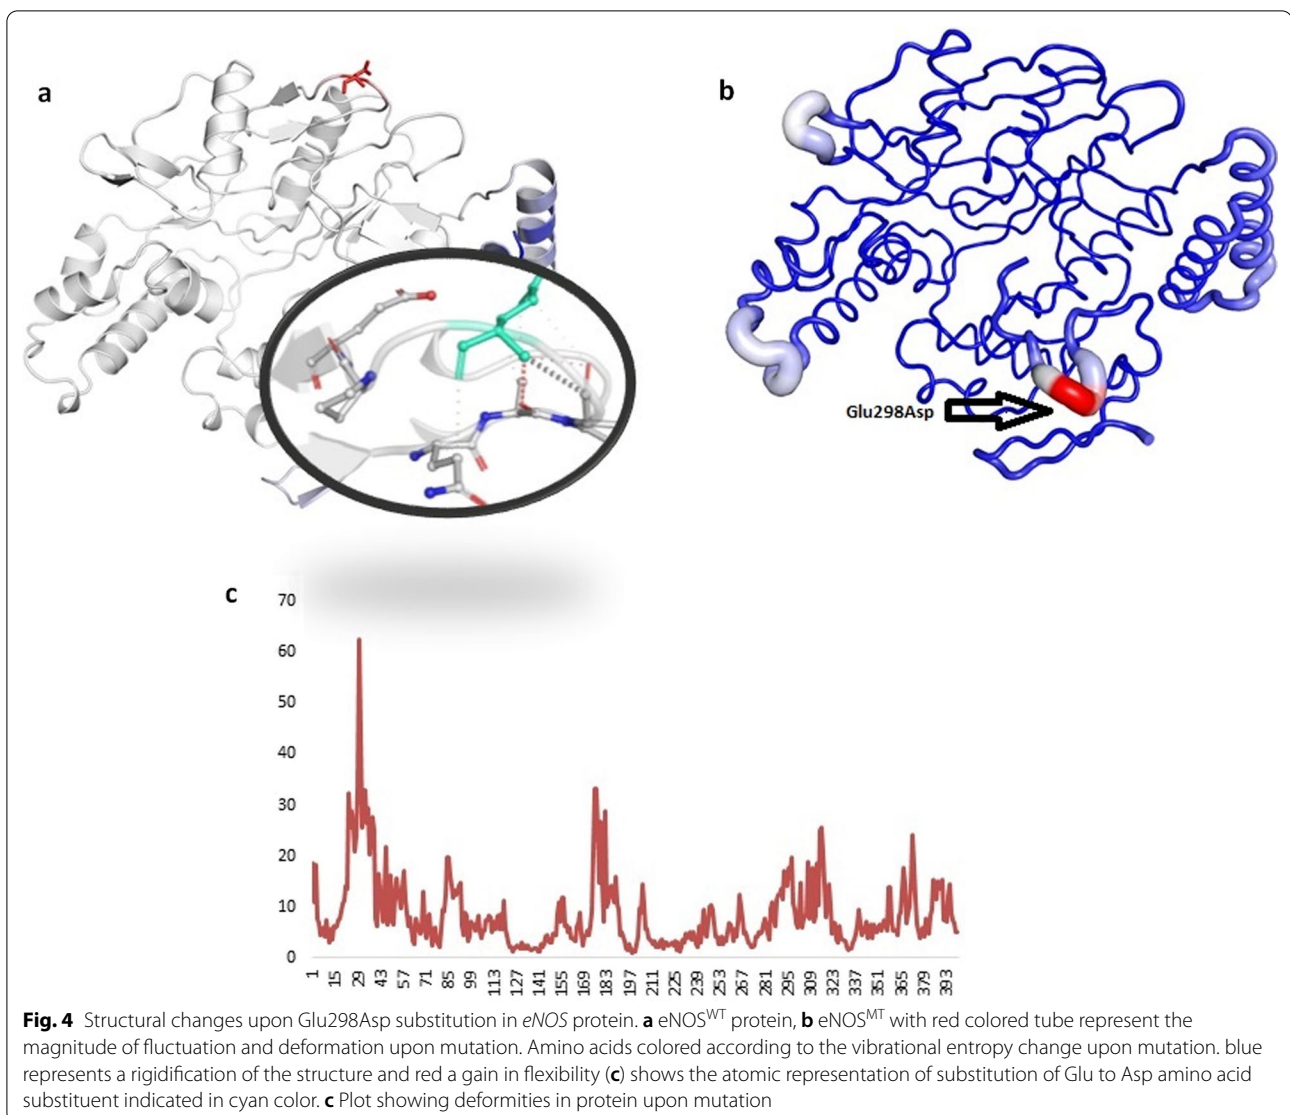 a
b
Glu298Asp
c
70
60
50
40
30
20
10
0
1 15 29 43 57 71 85 99 113 127 141 155 169 183 197 211 225 239 253 267 281 295 309 323 337 351 365 379 393
Fig. 4 Structural changes upon Glu298Asp substitution in eNOS protein. a eNOSWT protein, b eNOSMT with red colored tube represent the
magnitude of fluctuation and deformation upon mutation. Amino acids colored according to the vibrational entropy change upon mutation. blue
represents a rigidification of the structure and red a gain in flexibility (c) shows the atomic representation of substitution of Glu to Asp amino acid
substituent indicated in cyan color. c Plot showing deformities in protein upon mutation